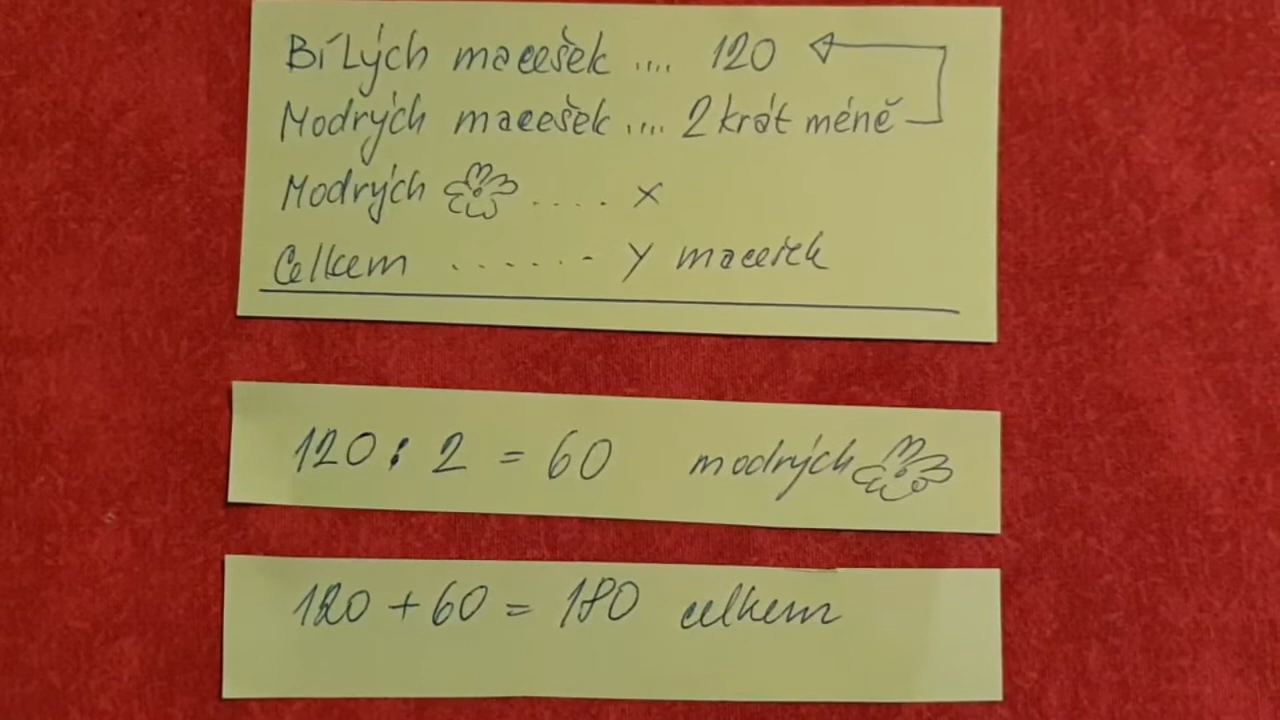 Bílých macešek .... 120
Modrých macešek .... 2 krát méně
Modrých .... x
Celkem ...... y macešek
120 : 2 = 60 modrých
120 + 60 = 180 celkem